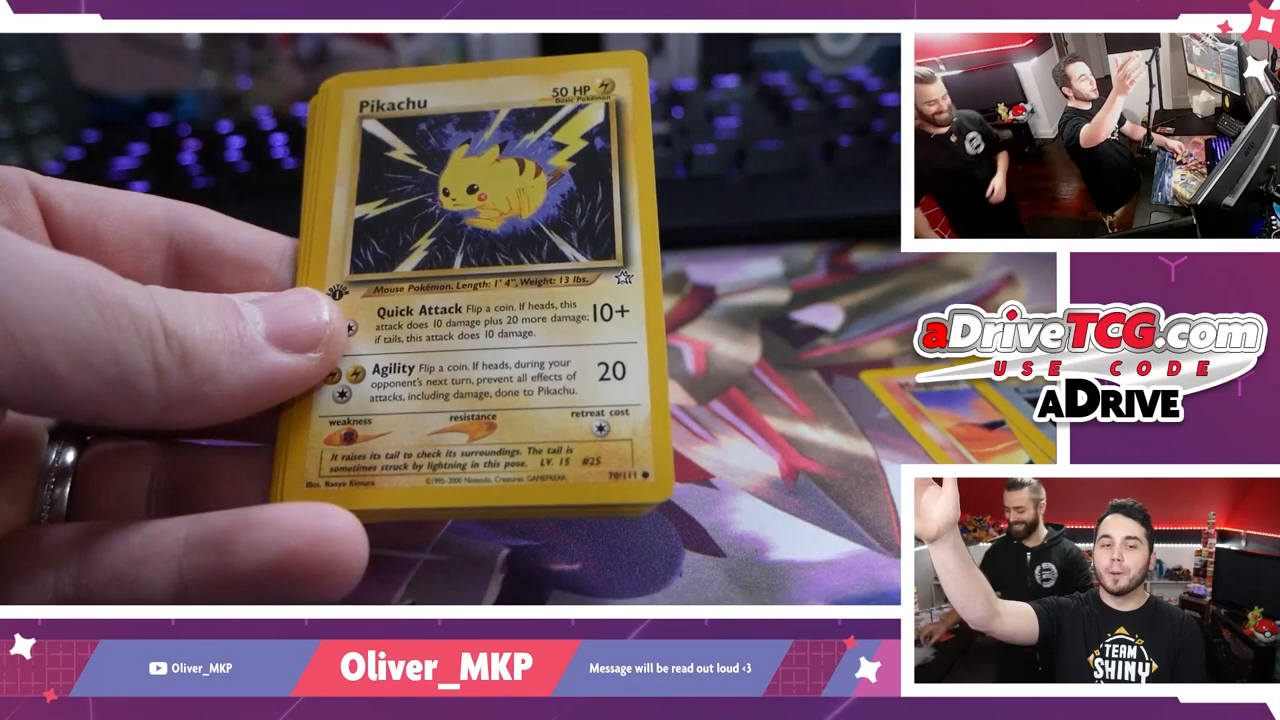 Pikachu
50 HP
Basic Pokémon
Mouse Pokémon. Length: 1' 4", Weight: 13 lbs.
EDITION
1
Quick Attack Flip a coin. If heads, this
attack does 10 damage plus 20 more damage;
if tails, this attack does 10 damage.
10+
Agility Flip a coin. If heads, during your
opponent's next turn, prevent all effects of
attacks, including damage, done to Pikachu.
20
weakness
resistance
retreat cost
It raises its tail to check its surroundings. The tail is
sometimes struck by lightning in this pose. LV. 15 #25
Illus. Naoyo Kimura
©1995-2000 Nintendo, Creatures, GAMEFREAK.
70/111
aDriveTCG.com
USE CODE
aDRIVE
TEAM
SHINY
Oliver_MKP
Oliver_MKP
Message will be read out loud <3